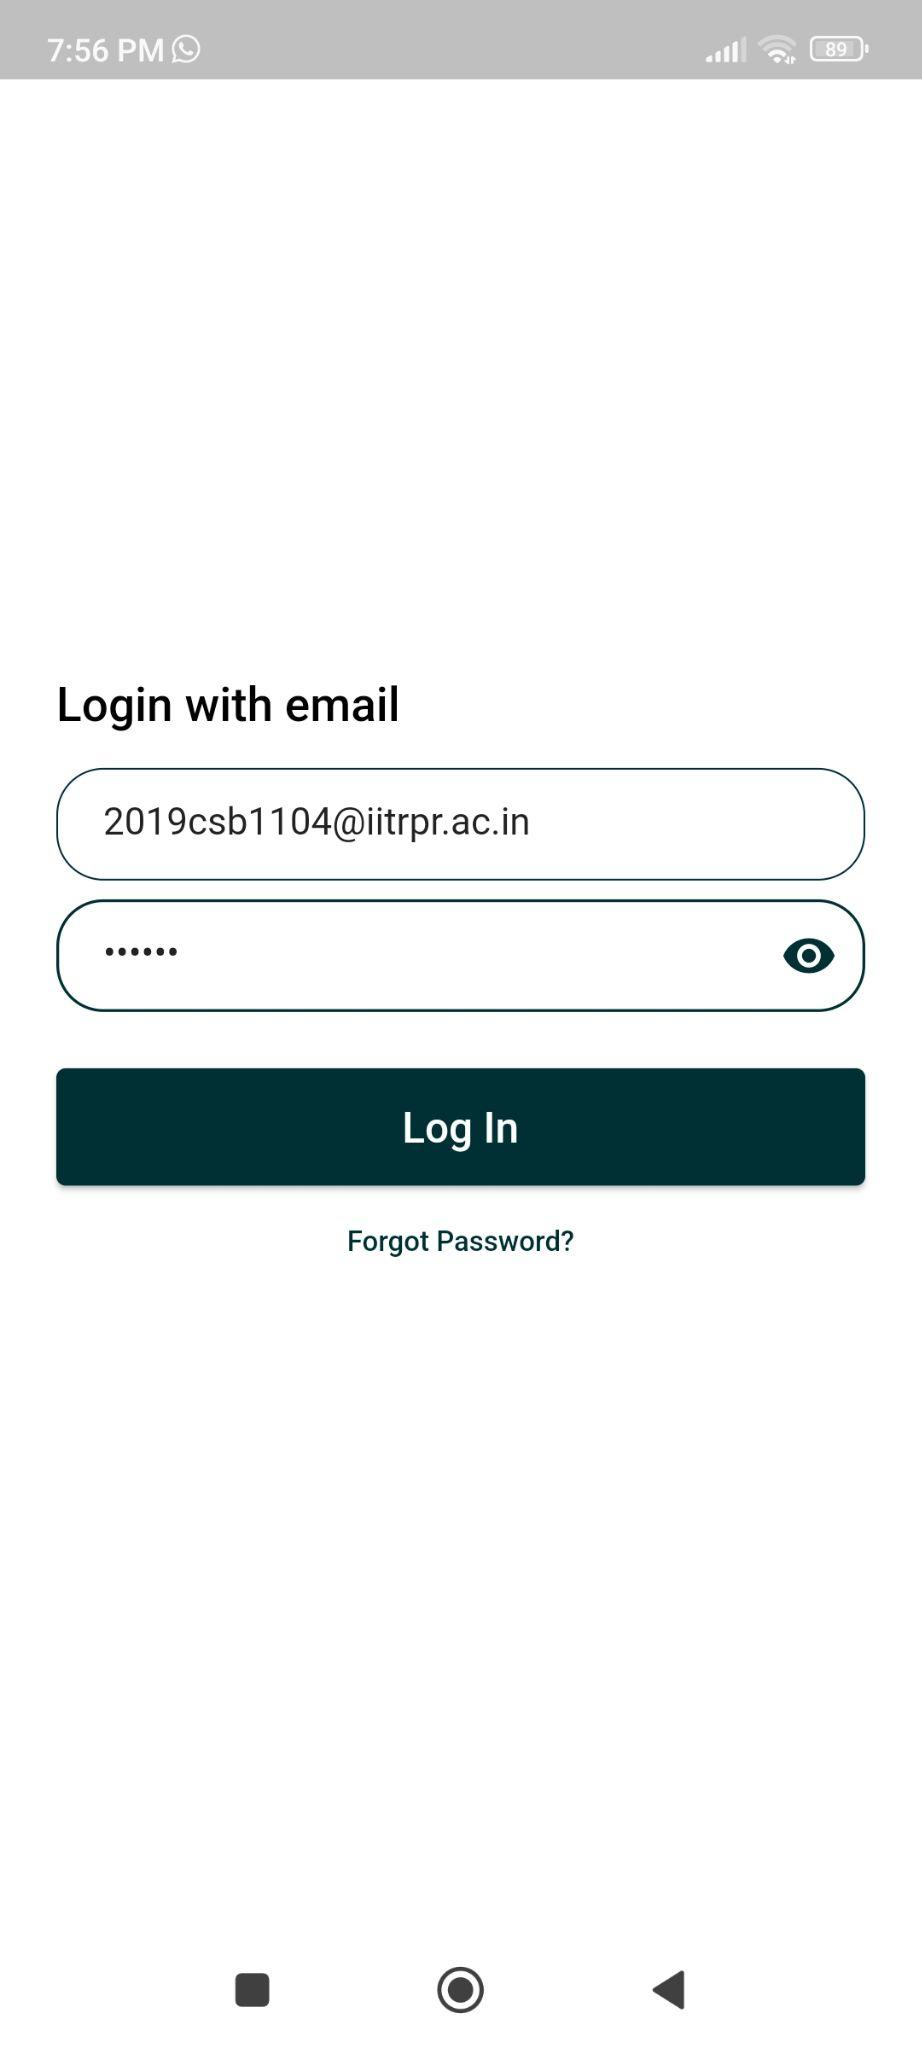 7:56 PM
89
Login with email
2019csb1104@iitrpr.ac.in
••••••
Log In
Forgot Password?